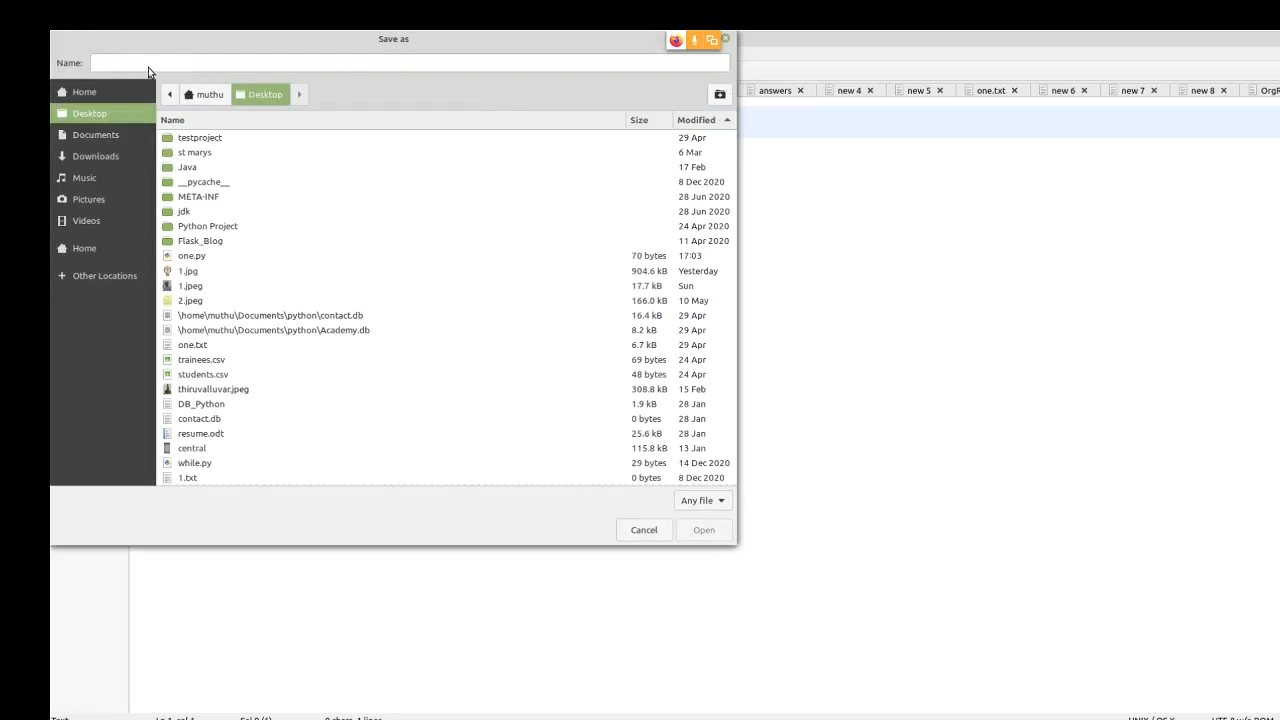 Save as
Name:
answers new 4 new 5 one.txt new 6 new 7 new 8
Home muthu Desktop
Desktop Name Size Modified
Documents testproject 29 Apr
st marys 6 Mar
Downloads Java 17 Feb
Music __pycache__ 8 Dec 2020
Pictures META-INF 28 Jun 2020
jdk 28 Jun 2020
Videos Python Project 24 Apr 2020
Home Flask_Blog 11 Apr 2020
one.py 70 bytes 17:03
Other Locations 1.jpg 904.6 kB Yesterday
1.jpeg 17.7 kB Sun
2.jpeg 166.0 kB 10 May
\home\muthu\Documents\python\contact.db 16.4 kB 29 Apr
\home\muthu\Documents\python\Academy.db 8.2 kB 29 Apr
one.txt 6.7 kB 29 Apr
trainees.csv 69 bytes 24 Apr
students.csv 48 bytes 24 Apr
thiruvalluvar.jpeg 308.8 kB 15 Feb
DB_Python 1.9 kB 28 Jan
contact.db 0 bytes 28 Jan
resume.odt 25.6 kB 28 Jan
central 115.8 kB 13 Jan
while.py 29 bytes 14 Dec 2020
1.txt 0 bytes 8 Dec 2020
Any file
Cancel Open